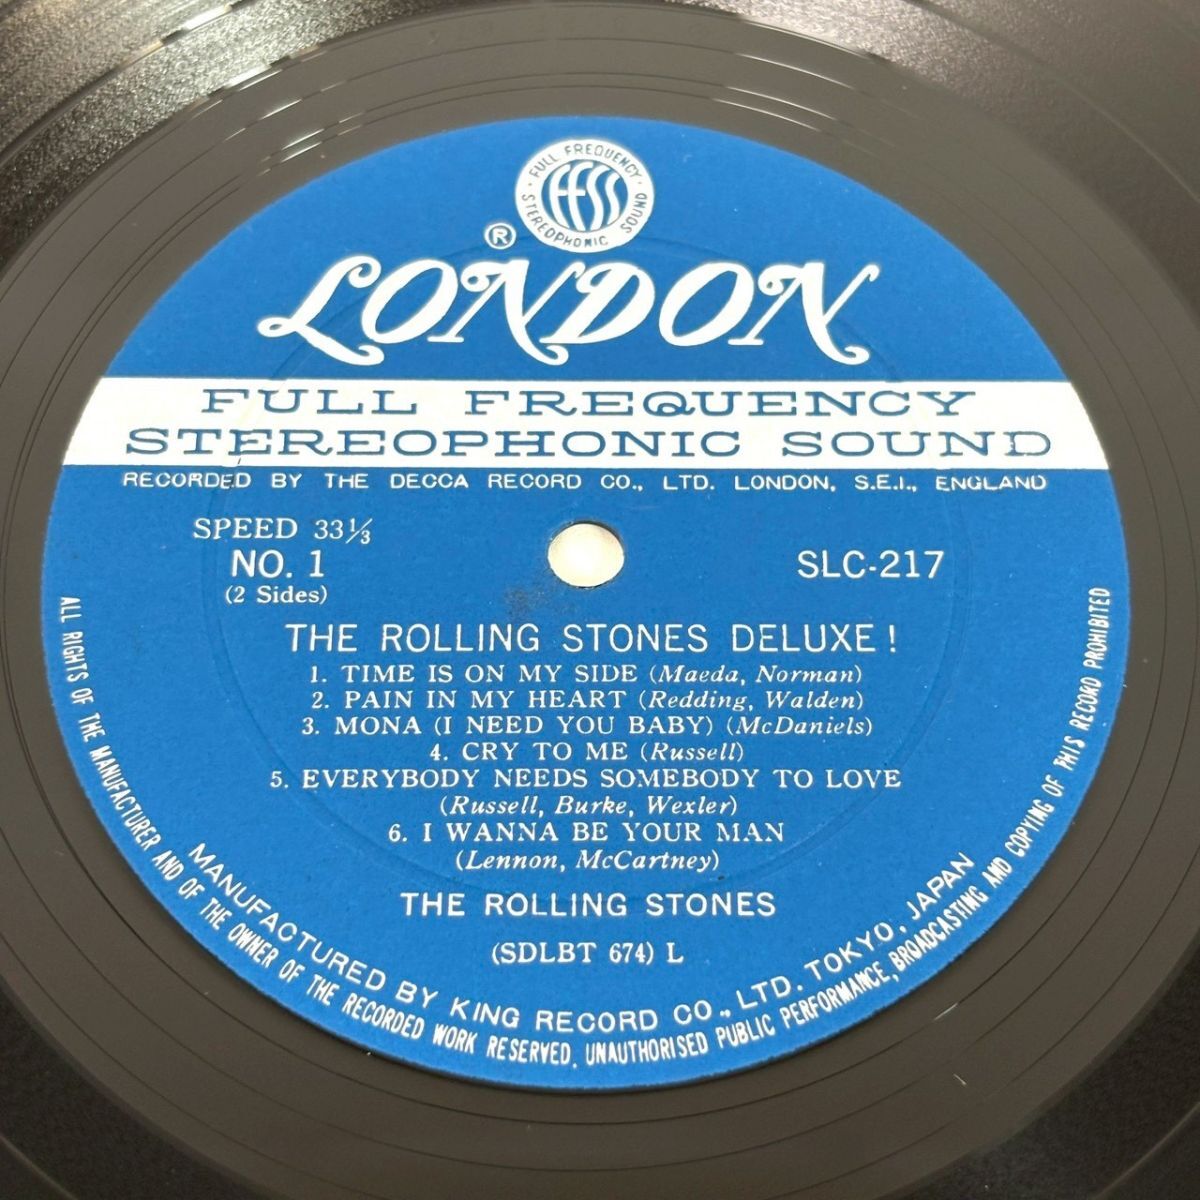 FULL FREQUENCY
ffss
STEREOPHONIC SOUND
®
LONDON
FULL FREQUENCY
STEREOPHONIC SOUND
RECORDED BY THE DECCA RECORD CO., LTD. LONDON, S.E.I., ENGLAND
SPEED 33⅓
NO. 1
(2 Sides)
SLC-217
THE ROLLING STONES DELUXE!
1. TIME IS ON MY SIDE (Maeda, Norman)
2. PAIN IN MY HEART (Redding, Walden)
3. MONA (I NEED YOU BABY) (McDaniels)
4. CRY TO ME (Russell)
5. EVERYBODY NEEDS SOMEBODY TO LOVE
(Russell, Burke, Wexler)
6. I WANNA BE YOUR MAN
(Lennon, McCartney)
THE ROLLING STONES
(SDLBT 674) L
MANUFACTURED BY KING RECORD CO., LTD. TOKYO, JAPAN
ALL RIGHTS OF THE MANUFACTURER AND OF THE OWNER OF THE RECORDED WORK RESERVED. UNAUTHORISED PUBLIC PERFORMANCE, BROADCASTING AND COPYING OF THIS RECORD PROHIBITED